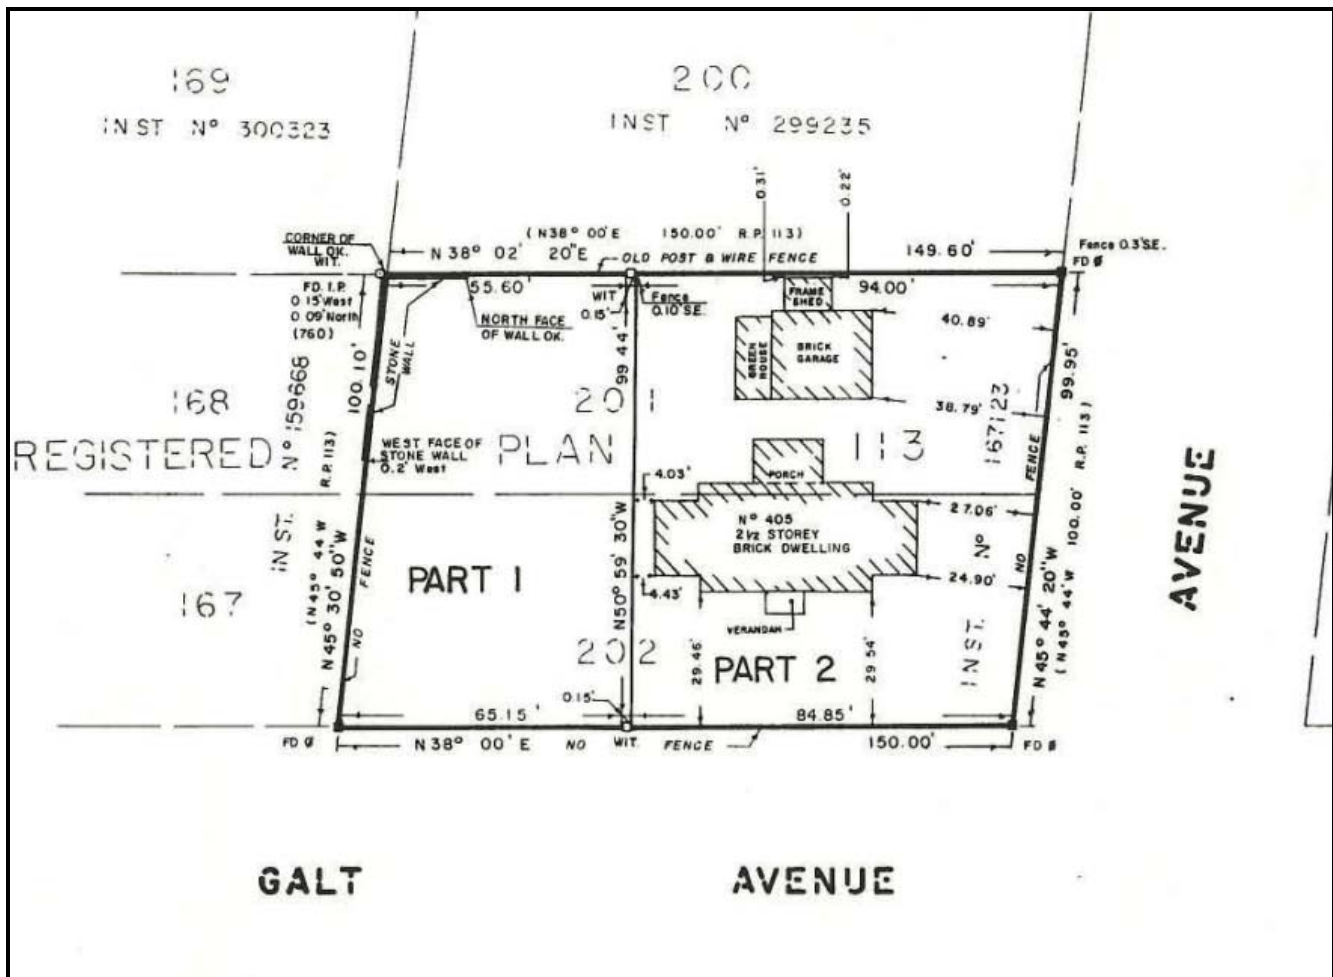 169
200
INST Nº 300323
INST Nº 299235
0.31'
0.22'
CORNER OF
WALL OK.
WIT.
(N38° 00'E 150.00' R.P. 113)
N 38° 02' 20"E
OLD POST & WIRE FENCE
149.60'
Fence 0.3'SE.
FD
FD. I.P.
0.15' West
0.09' North
(760)
55.60'
WIT
0.15'
Fence
0.10'SE.
FRAME
SHED
94.00'
NORTH FACE
OF WALL OK.
40.89'
STONE
WALL
100.10'
99.44'
GREEN
HOUSE
BRICK
GARAGE
99.95'
168
INST. Nº 159668
201
38.79'
INST. Nº 167123
FENCE
REGISTERED PLAN 113
WEST FACE OF
STONE WALL
0.2' West
4.03'
PORCH
Nº 405
2 1/2 STOREY
BRICK DWELLING
27.06'
24.90'
NO
AVENUE
(N45° 44'W R.P. 113)
N45° 30' 50"W
NO FENCE
PART 1
N50° 59' 30"W
4.43'
N45° 44' 20"W
(N45° 44'W 100.00' R.P. 113)
167
VERANDAH
202
29.46'
PART 2
29.54'
0.15'
65.15'
84.85'
FD
N38° 00' E
NO
WIT.
FENCE
150.00'
FD
GALT AVENUE